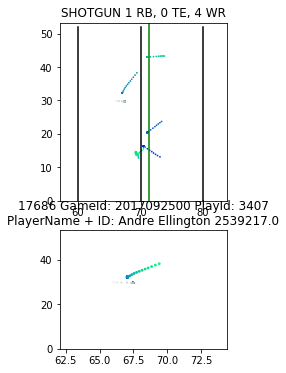 SHOTGUN 1 RB, 0 TE, 4 WR
50
40
30
20
10
0
60 70 80
17686 GameId: 2017092500 PlayId: 3407
PlayerName + ID: Andre Ellington 2539217.0
40
20
0
62.5 65.0 67.5 70.0 72.5